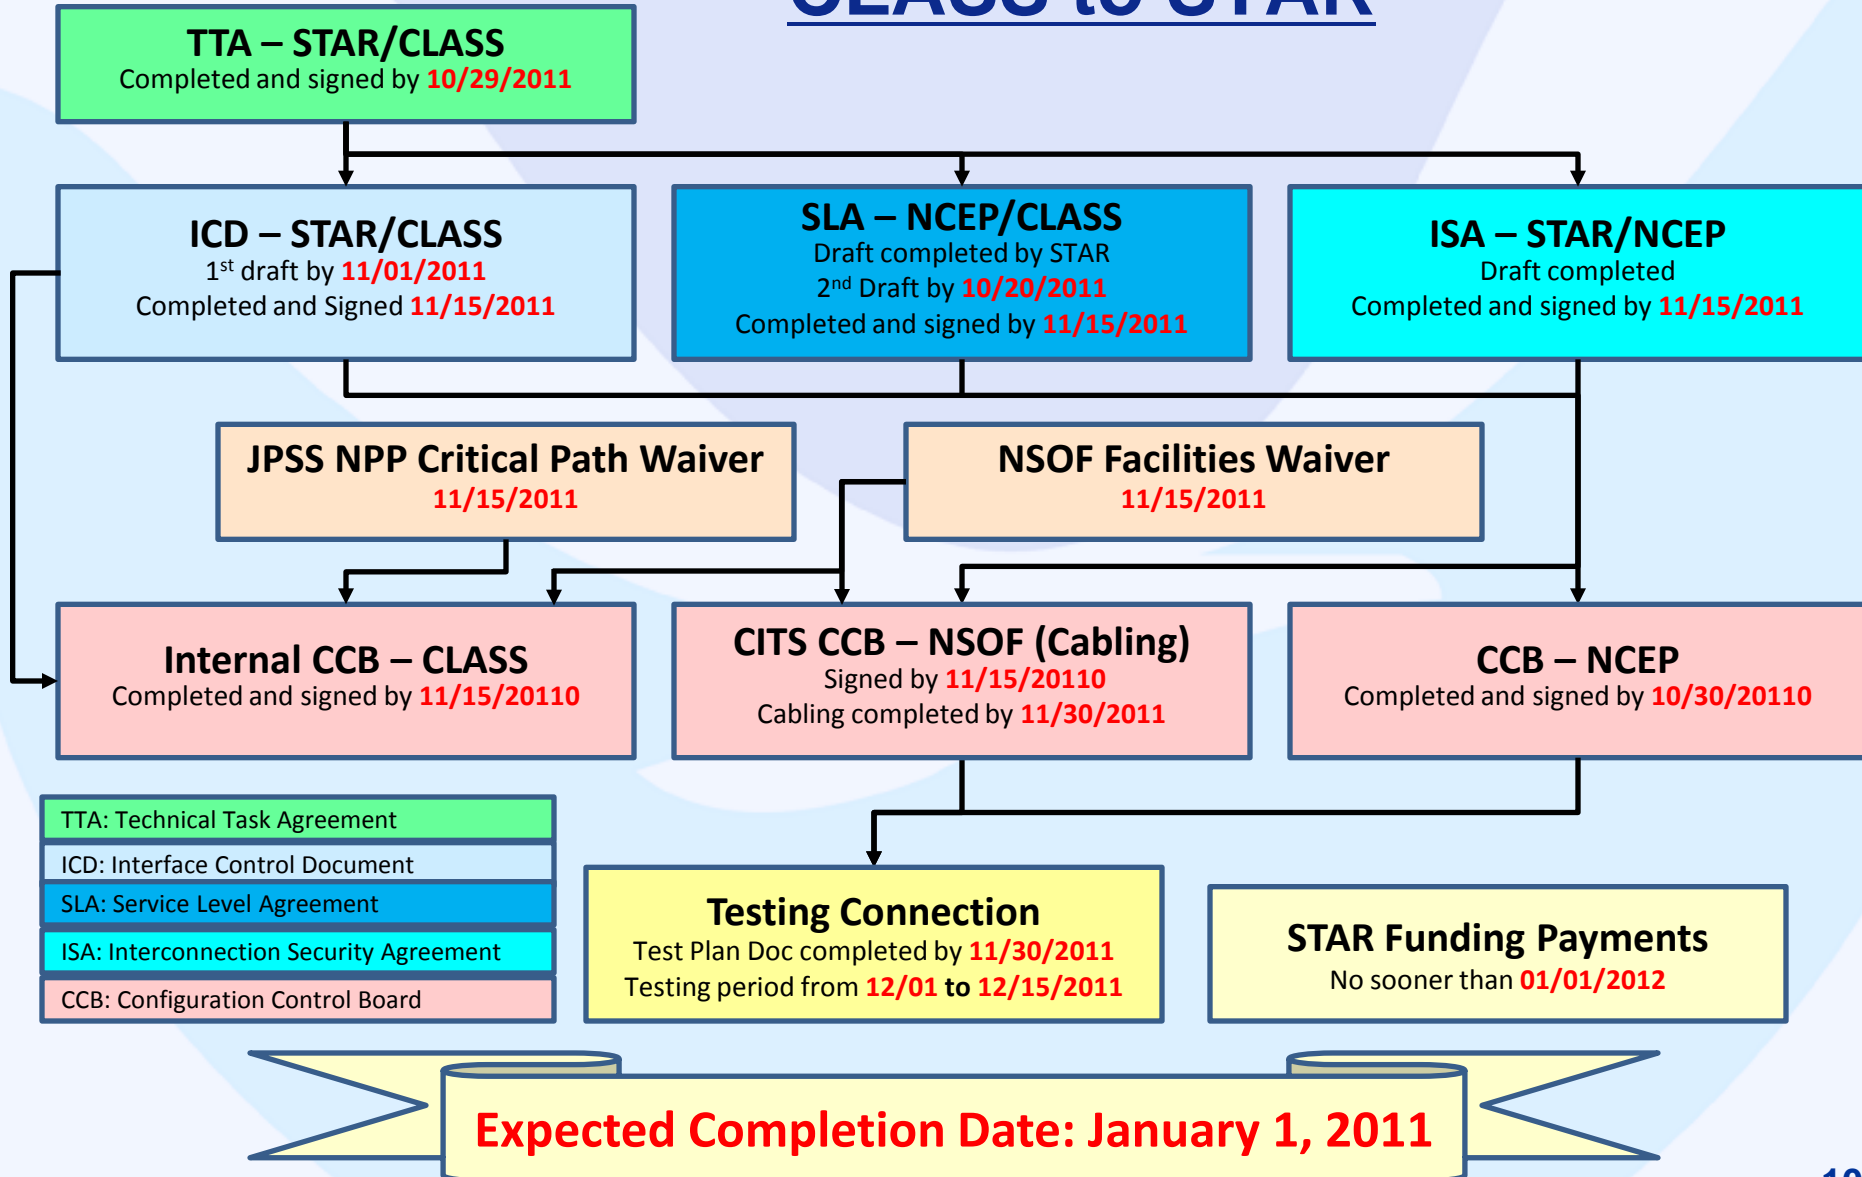 CLASS to STAR
TTA – STAR/CLASS
Completed and signed by 10/29/2011
ICD – STAR/CLASS
1st draft by 11/01/2011
Completed and Signed 11/15/2011
SLA – NCEP/CLASS
Draft completed by STAR
2nd Draft by 10/20/2011
Completed and signed by 11/15/2011
ISA – STAR/NCEP
Draft completed
Completed and signed by 11/15/2011
JPSS NPP Critical Path Waiver
11/15/2011
NSOF Facilities Waiver
11/15/2011
Internal CCB – CLASS
Completed and signed by 11/15/20110
CITS CCB – NSOF (Cabling)
Signed by 11/15/20110
Cabling completed by 11/30/2011
CCB – NCEP
Completed and signed by 10/30/20110
TTA: Technical Task Agreement
ICD: Interface Control Document
SLA: Service Level Agreement
ISA: Interconnection Security Agreement
CCB: Configuration Control Board
Testing Connection
Test Plan Doc completed by 11/30/2011
Testing period from 12/01 to 12/15/2011
STAR Funding Payments
No sooner than 01/01/2012
Expected Completion Date: January 1, 2011